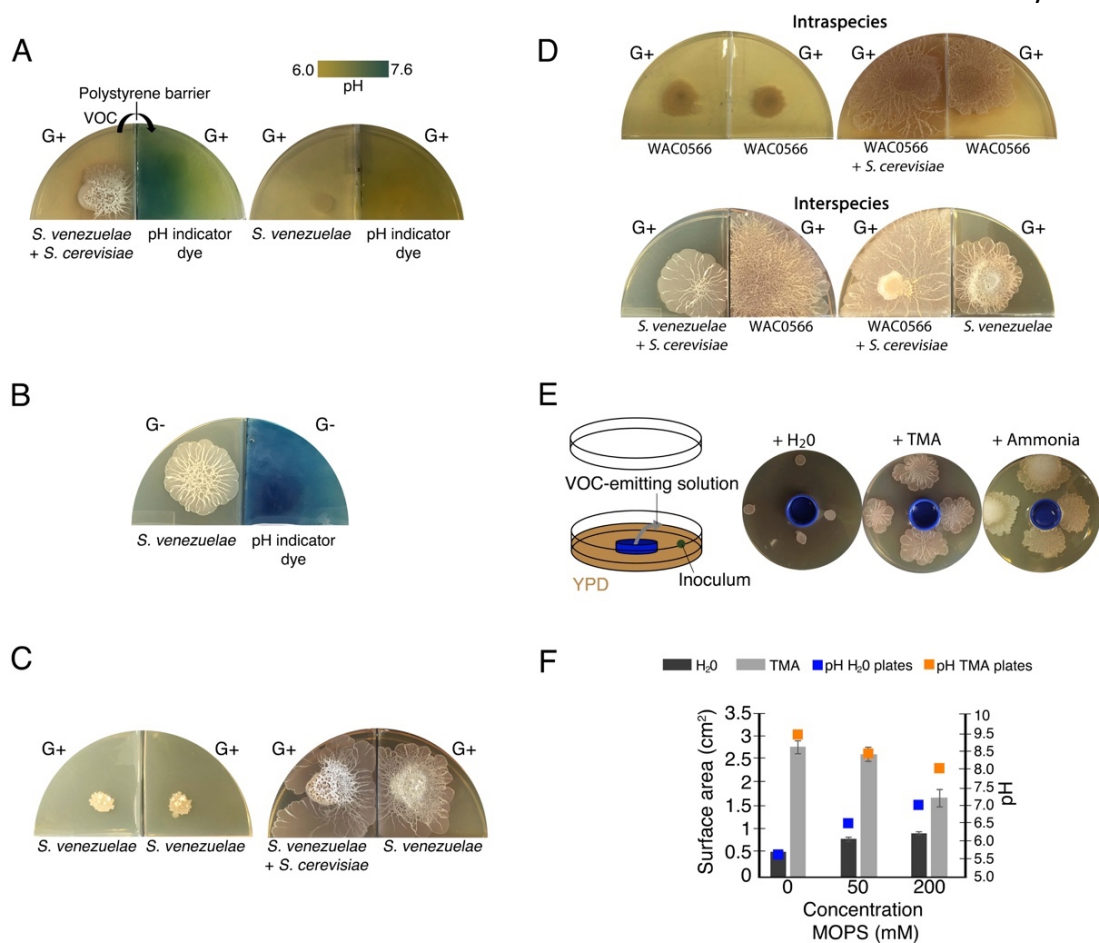 A
6.0
7.6
pH
Polystyrene barrier
VOC
G+
G+
G+
G+
S. venezuelae
+ S. cerevisiae
pH indicator
dye
S. venezuelae
pH indicator
dye
B
G-
G-
S. venezuelae
pH indicator
dye
C
G+
G+
G+
G+
S. venezuelae
S. venezuelae
S. venezuelae
+ S. cerevisiae
S. venezuelae
D
Intraspecies
G+
G+
G+
G+
WAC0566
WAC0566
WAC0566
+ S. cerevisiae
WAC0566
Interspecies
G+
G+
G+
G+
S. venezuelae
+ S. cerevisiae
WAC0566
WAC0566
+ S. cerevisiae
S. venezuelae
E
VOC-emitting solution
Inoculum
YPD
+ H20
+ TMA
+ Ammonia
F
H20
TMA
pH H20 plates
pH TMA plates
Surface area (cm2)
3.5
3
2.5
2
1.5
1
0.5
0
10
9.5
9.0
8.5
8.0
7.5
7.0
6.5
6.0
5.5
5.0
pH
0
50
200
Concentration
MOPS (mM)